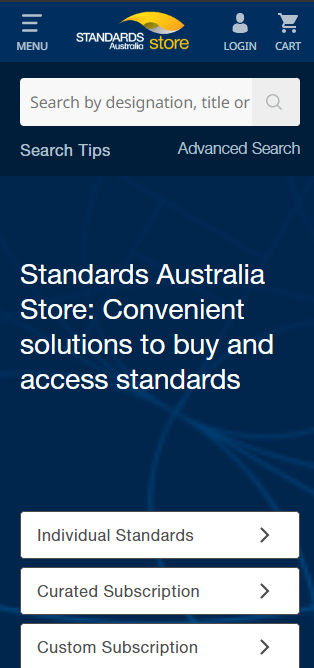 MENU
STANDARDS
Australia
store
LOGIN
CART
Search by designation, title or
Search Tips
Advanced Search
Standards Australia
Store: Convenient
solutions to buy and
access standards
Individual Standards
Curated Subscription
Custom Subscription